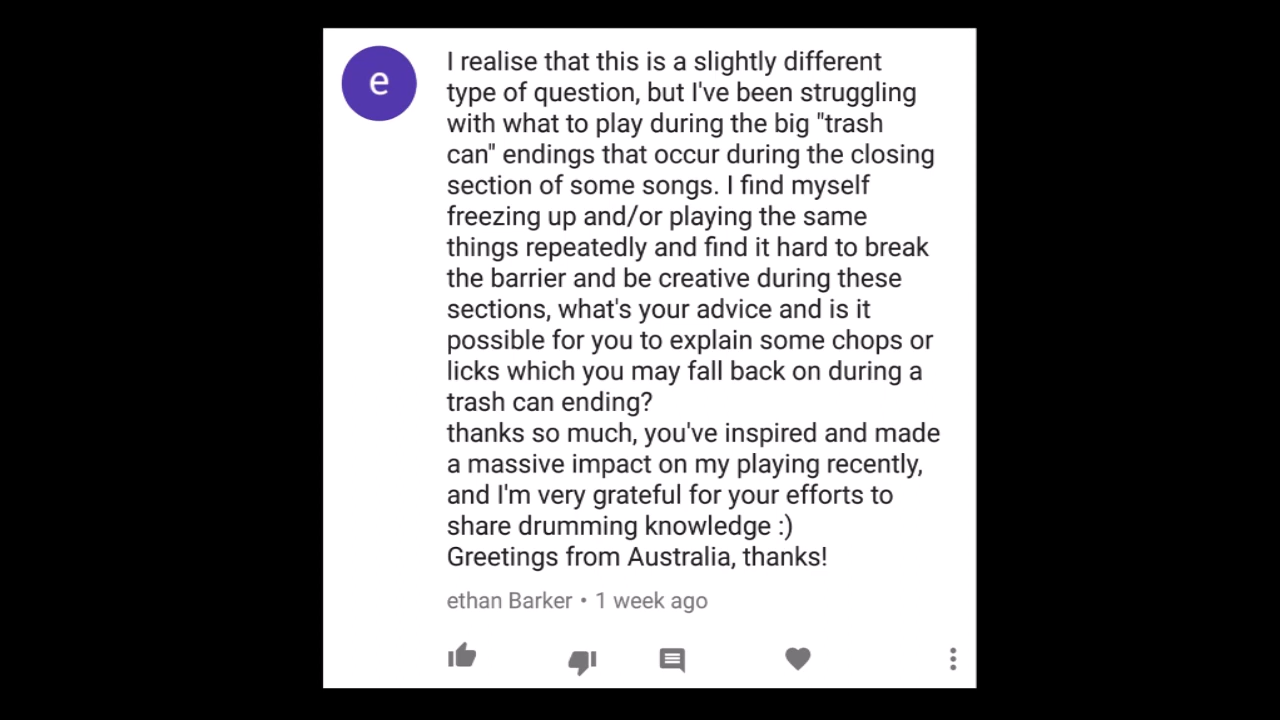 e
I realise that this is a slightly different
type of question, but I've been struggling
with what to play during the big "trash
can" endings that occur during the closing
section of some songs. I find myself
freezing up and/or playing the same
things repeatedly and find it hard to break
the barrier and be creative during these
sections, what's your advice and is it
possible for you to explain some chops or
licks which you may fall back on during a
trash can ending?
thanks so much, you've inspired and made
a massive impact on my playing recently,
and I'm very grateful for your efforts to
share drumming knowledge :)
Greetings from Australia, thanks!
ethan Barker • 1 week ago